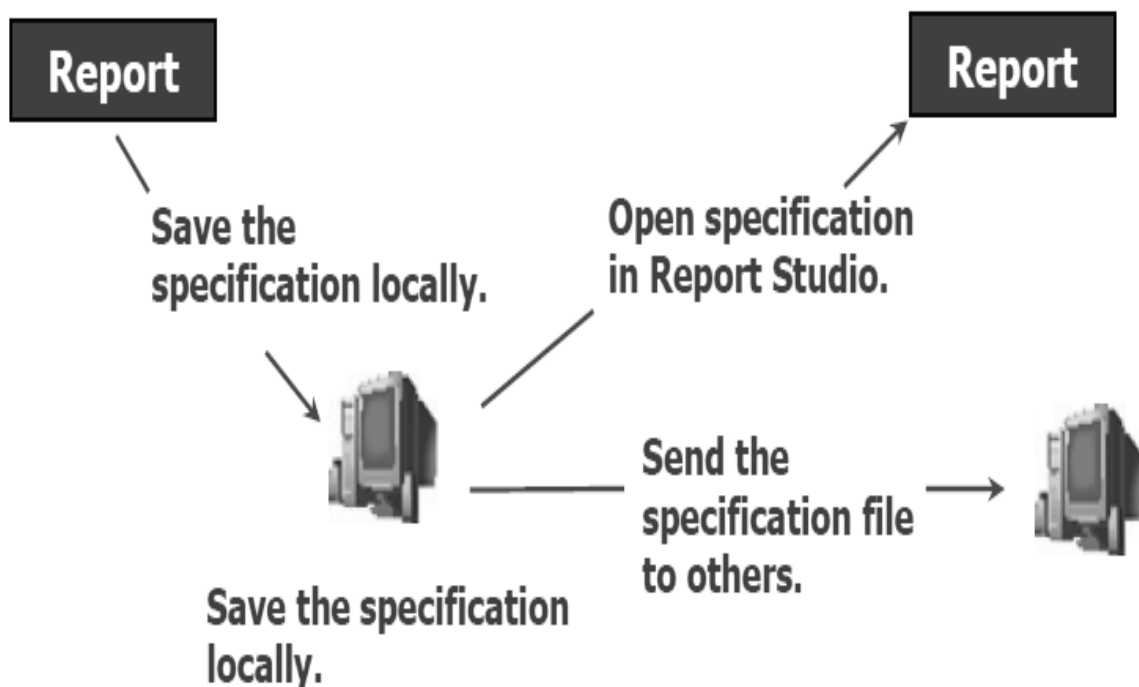 Report
Report
Save the
specification locally.
Open specification
in Report Studio.
Send the
specification file
to others.
Save the specification
locally.